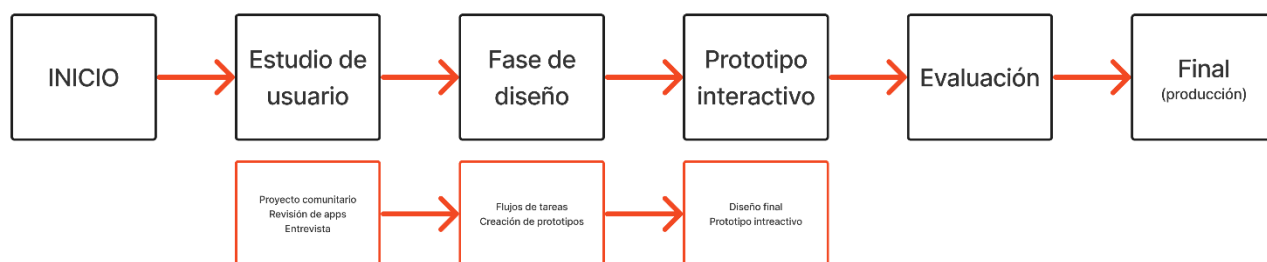 INICIO
Estudio de
usuario
Fase de
diseño
Prototipo
interactivo
Evaluación
Final
(producción)
Proyecto comunitario
Revisión de apps
Entrevista
Flujos de tareas
Creación de prototipos
Diseño final
Prototipo intreactivo